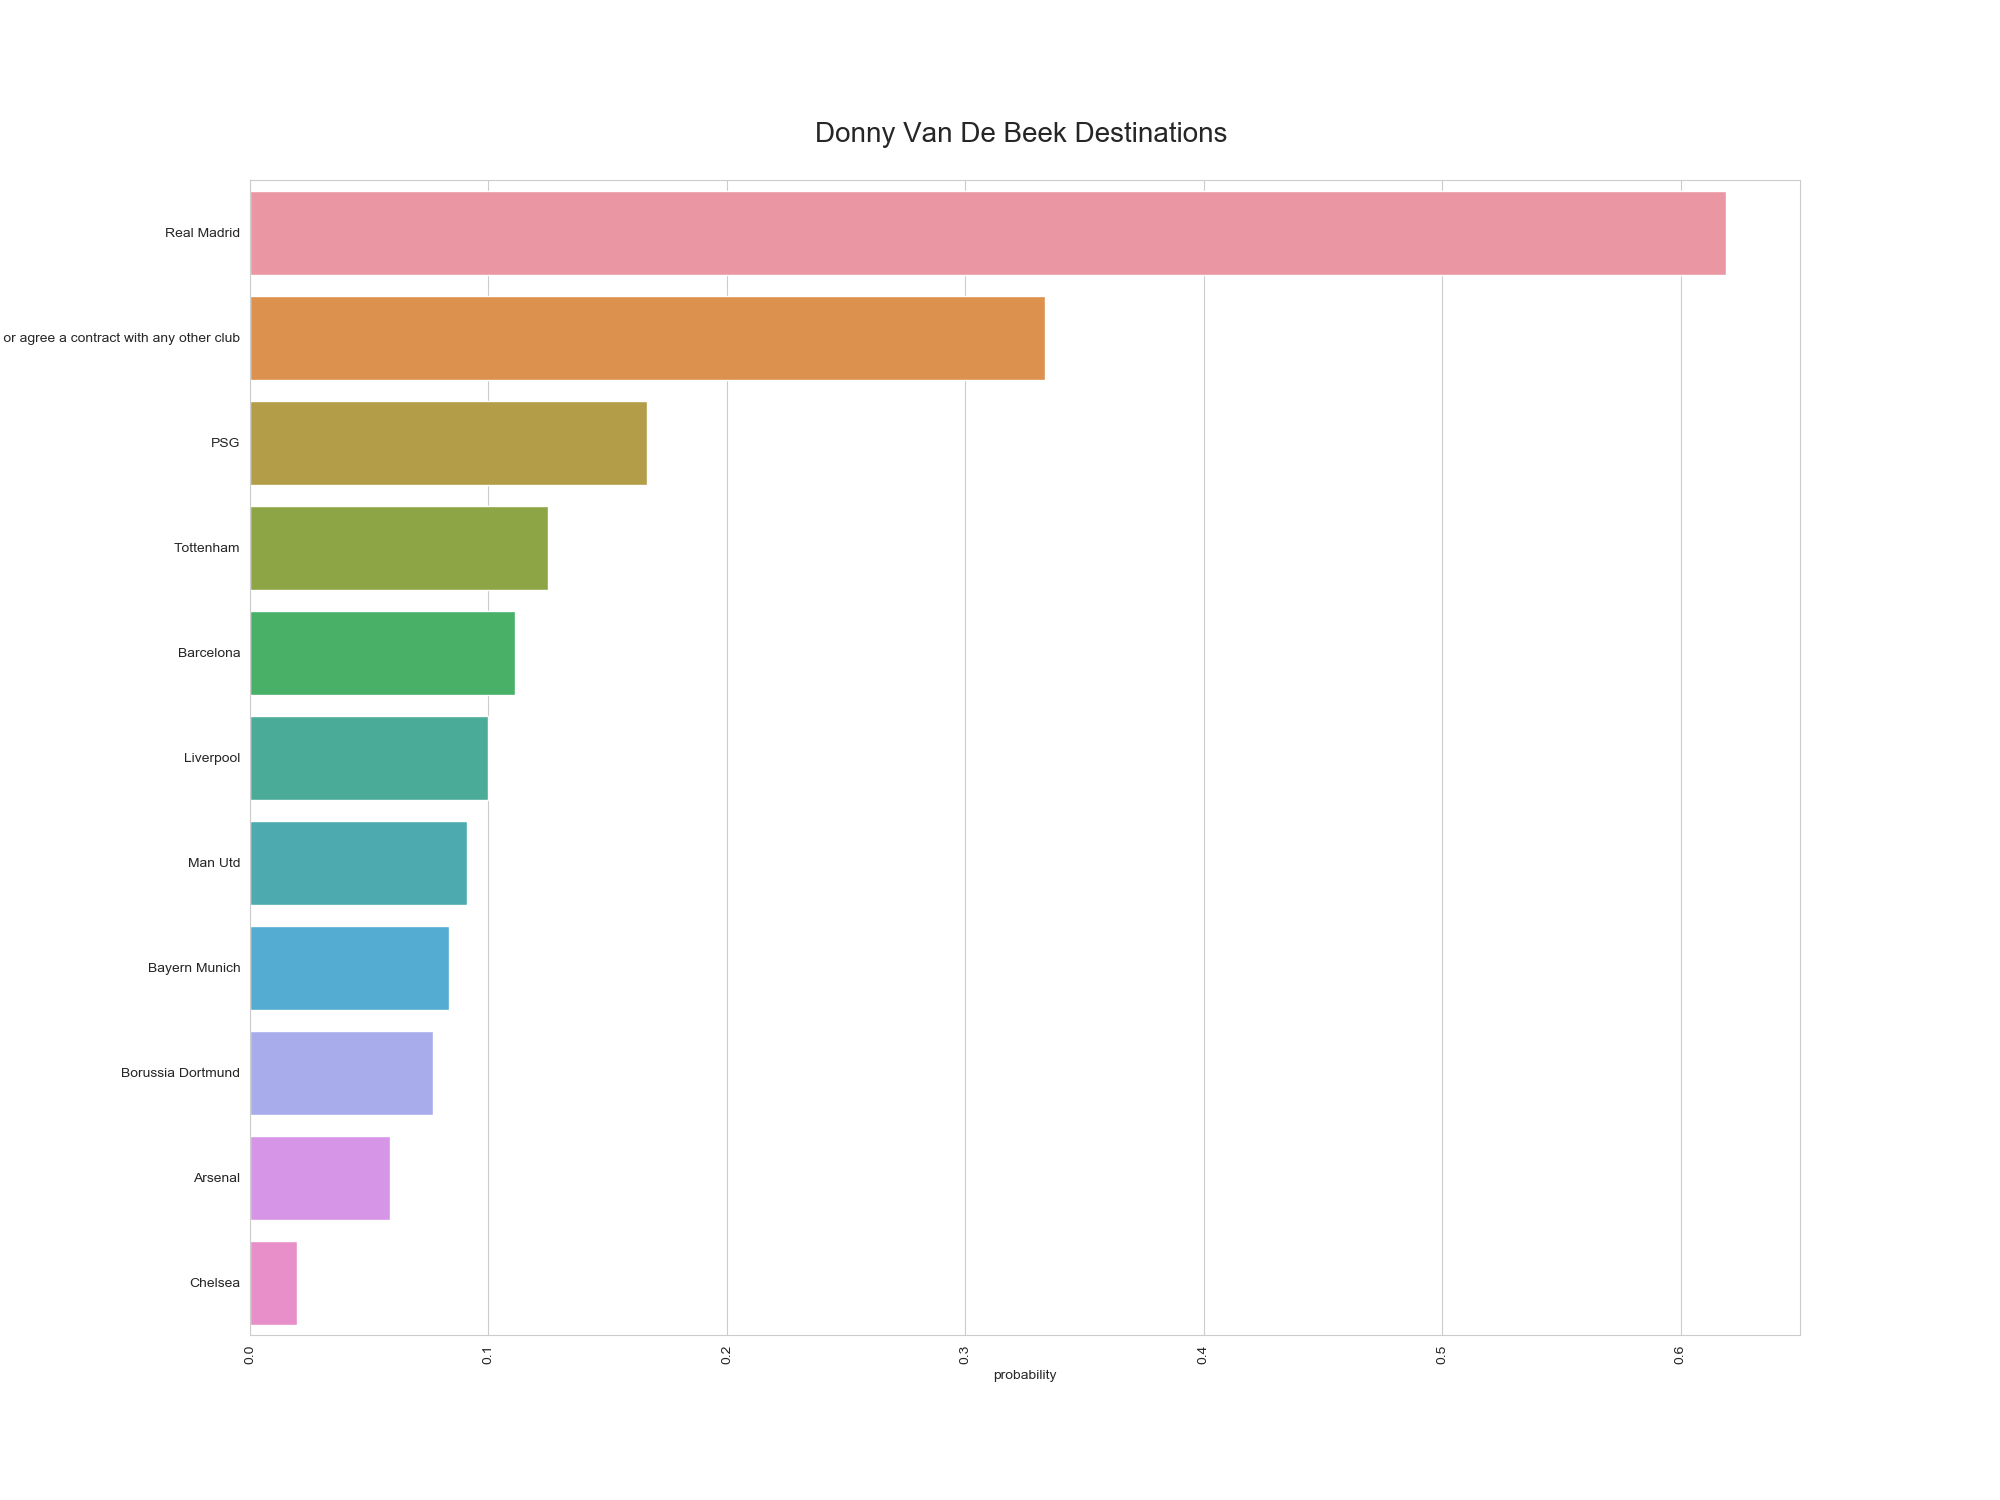 Donny Van De Beek Destinations
Real Madrid
or agree a contract with any other club
PSG
Tottenham
Barcelona
Liverpool
Man Utd
Bayern Munich
Borussia Dortmund
Arsenal
Chelsea
0.0
0.1
0.2
0.3
0.4
0.5
0.6
probability